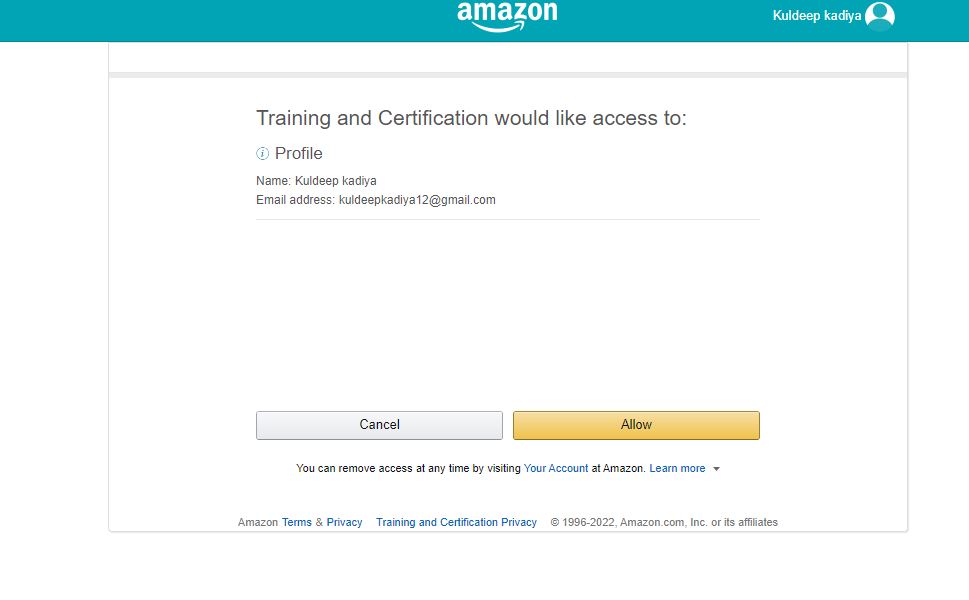 amazon
Kuldeep kadiya
Training and Certification would like access to:
i Profile
Name: Kuldeep kadiya
Email address: kuldeepkadiya12@gmail.com
Cancel
Allow
You can remove access at any time by visiting Your Account at Amazon. Learn more
Amazon Terms & Privacy Training and Certification Privacy © 1996-2022, Amazon.com, Inc. or its affiliates